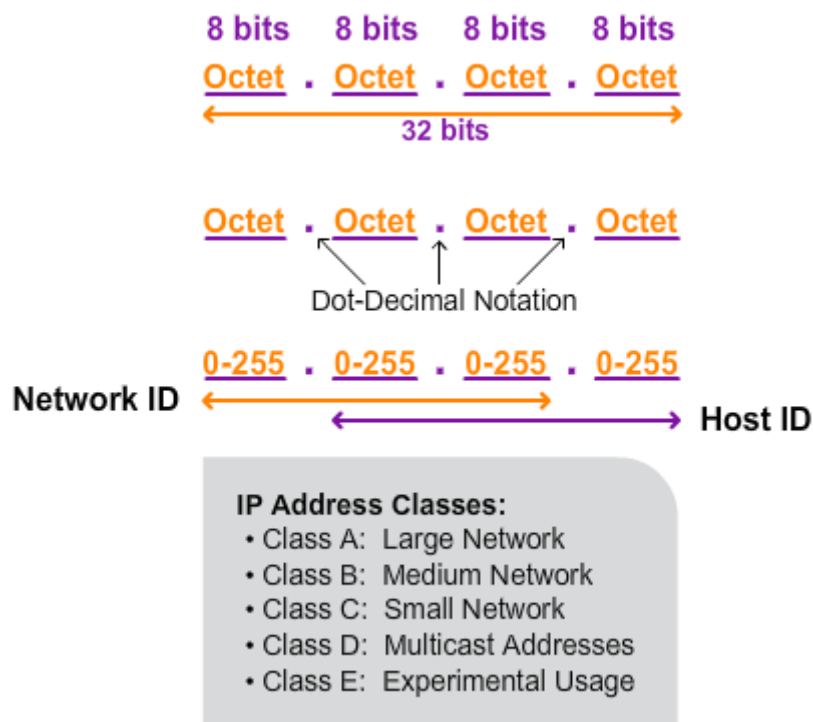 8 bits 8 bits 8 bits 8 bits
Octet . Octet . Octet . Octet
32 bits
Octet . Octet . Octet . Octet
Dot-Decimal Notation
0-255 . 0-255 . 0-255 . 0-255
Network ID
Host ID
IP Address Classes:
• Class A: Large Network
• Class B: Medium Network
• Class C: Small Network
• Class D: Multicast Addresses
• Class E: Experimental Usage